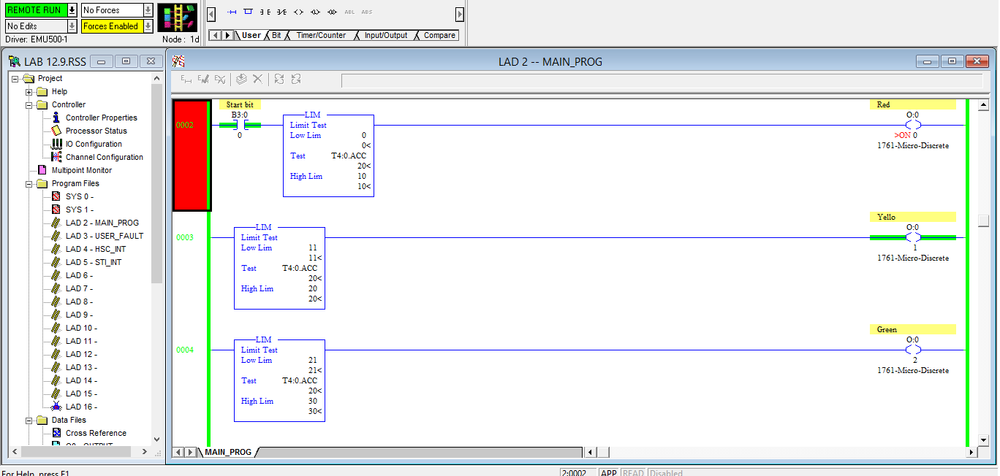 REMOTE RUN
No Forces
No Edits
Forces Enabled
Driver: EMU500-1
Node : 1d
ABL
ABS
User
Bit
Timer/Counter
Input/Output
Compare
LAB 12.9.RSS
Project
Help
Controller
Controller Properties
Processor Status
IO Configuration
Channel Configuration
Multipoint Monitor
Program Files
SYS 0 -
SYS 1 -
LAD 2 - MAIN_PROG
LAD 3 - USER_FAULT
LAD 4 - HSC_INT
LAD 5 - STI_INT
LAD 6 -
LAD 7 -
LAD 8 -
LAD 9 -
LAD 10 -
LAD 11 -
LAD 12 -
LAD 13 -
LAD 14 -
LAD 15 -
LAD 16 -
Data Files
Cross Reference
LAD 2 -- MAIN_PROG
0002
Start bit
B3:0
0
LIM
Limit Test
Low Lim 0
0<
Test T4:0.ACC
20<
High Lim 10
10<
Red
O:0
>ON 0
1761-Micro-Discrete
0003
LIM
Limit Test
Low Lim 11
11<
Test T4:0.ACC
20<
High Lim 20
20<
Yello
O:0
1
1761-Micro-Discrete
0004
LIM
Limit Test
Low Lim 21
21<
Test T4:0.ACC
20<
High Lim 30
30<
Green
O:0
2
1761-Micro-Discrete
MAIN_PROG
For Help, press F1
2:0002
APP
READ
Disabled